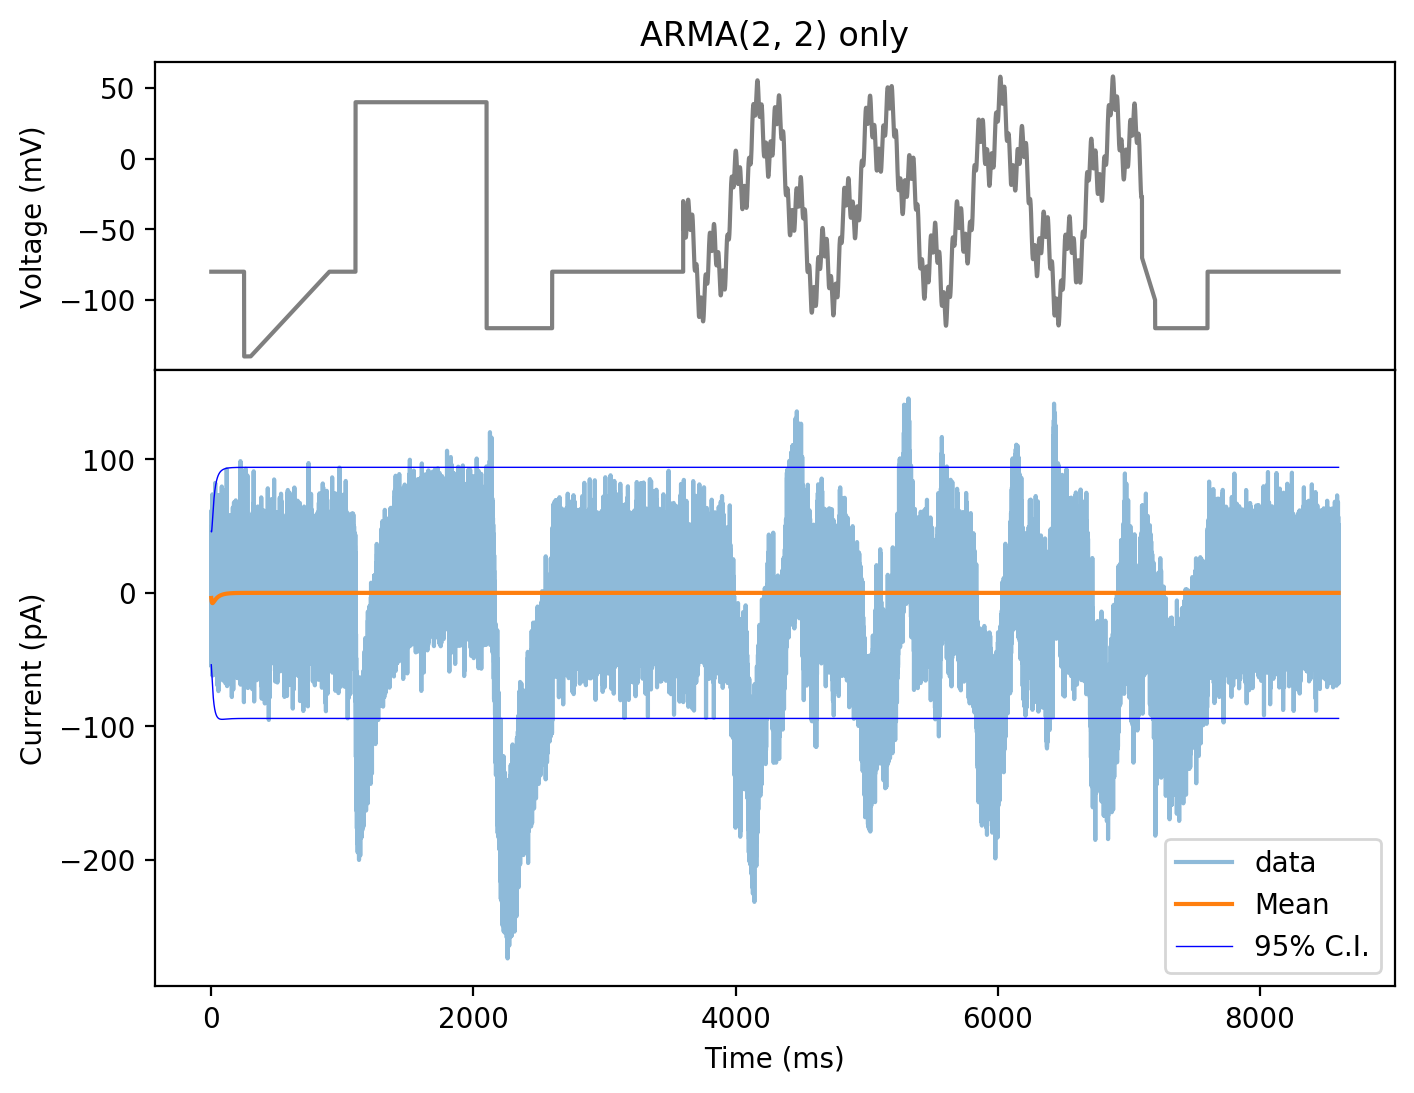 ARMA(2, 2) only
Voltage (mV)
50
0
−50
−100
Current (pA)
100
0
−100
−200
data
Mean
95% C.I.
0
2000
4000
6000
8000
Time (ms)